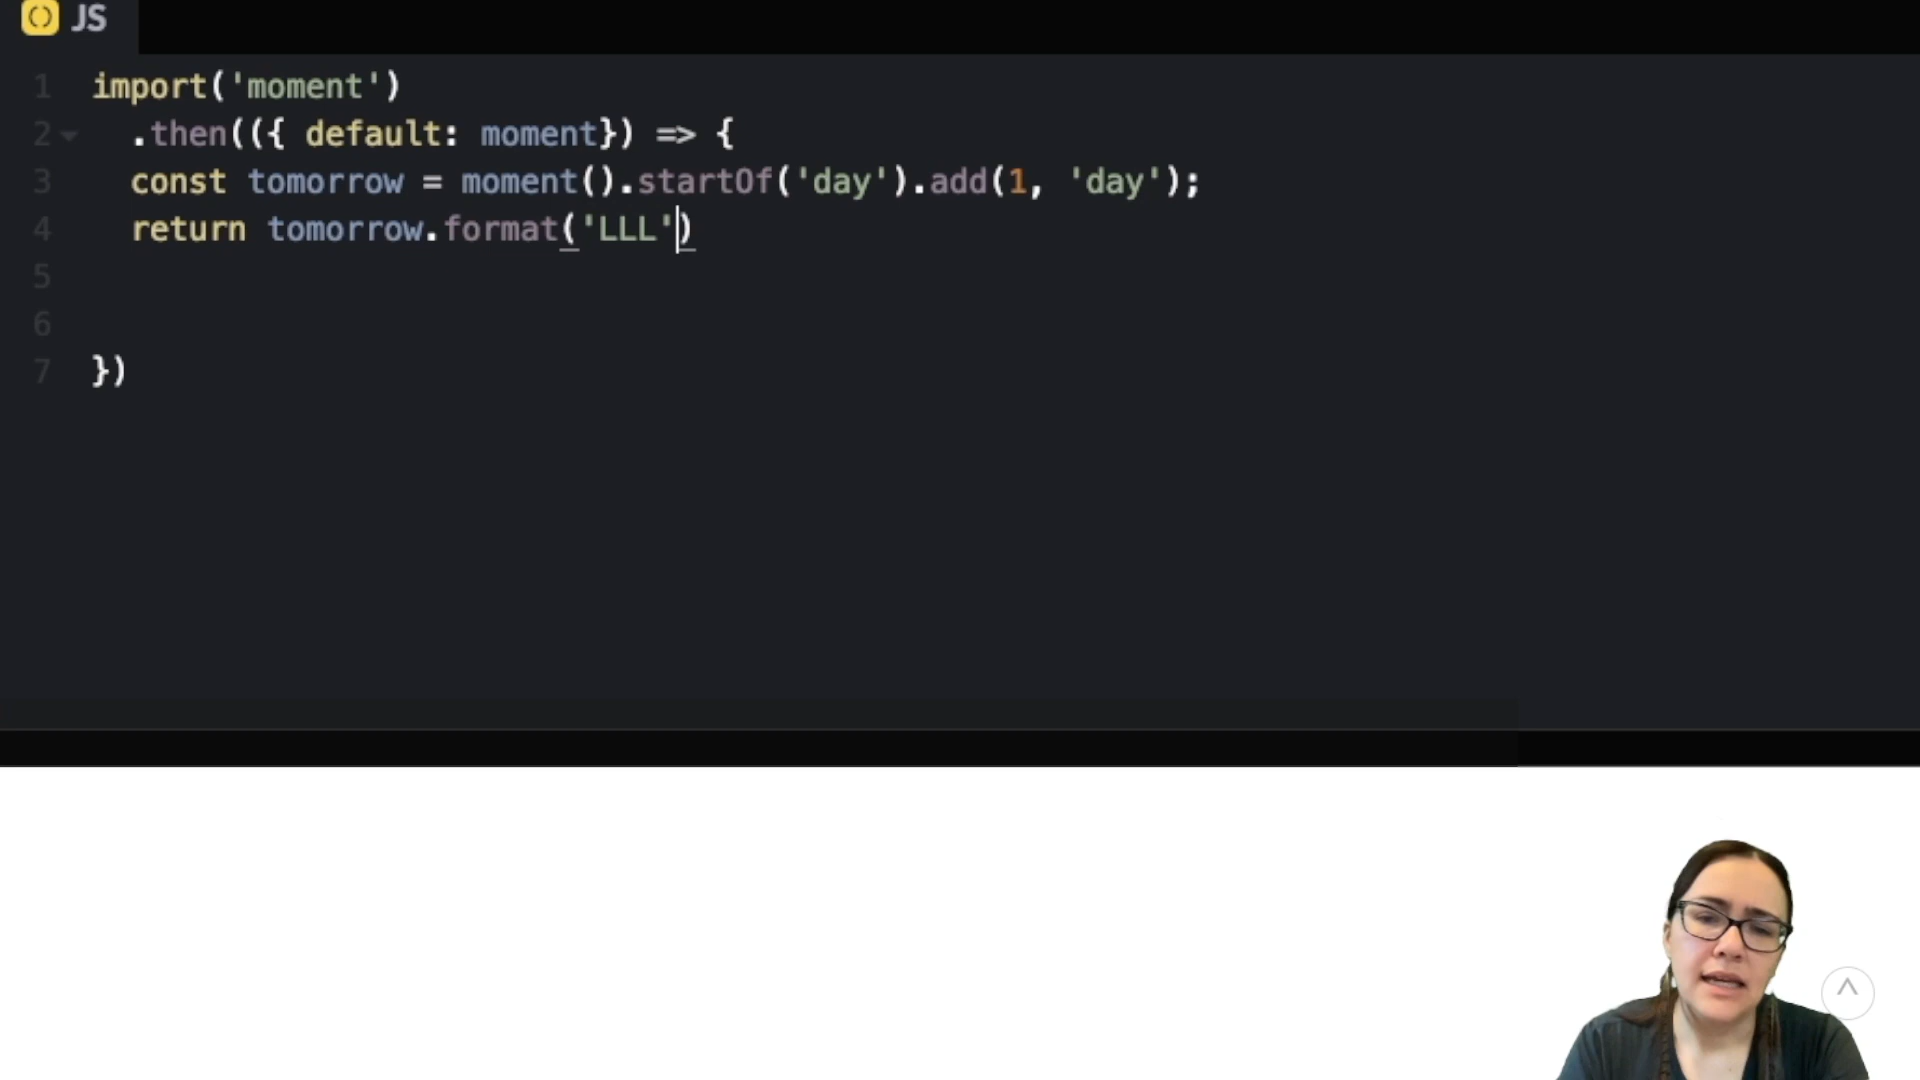 JS
1 import('moment')
2 .then(({ default: moment}) => {
3 const tomorrow = moment().startOf('day').add(1, 'day');
4 return tomorrow.format('LLL')
5
6
7 })